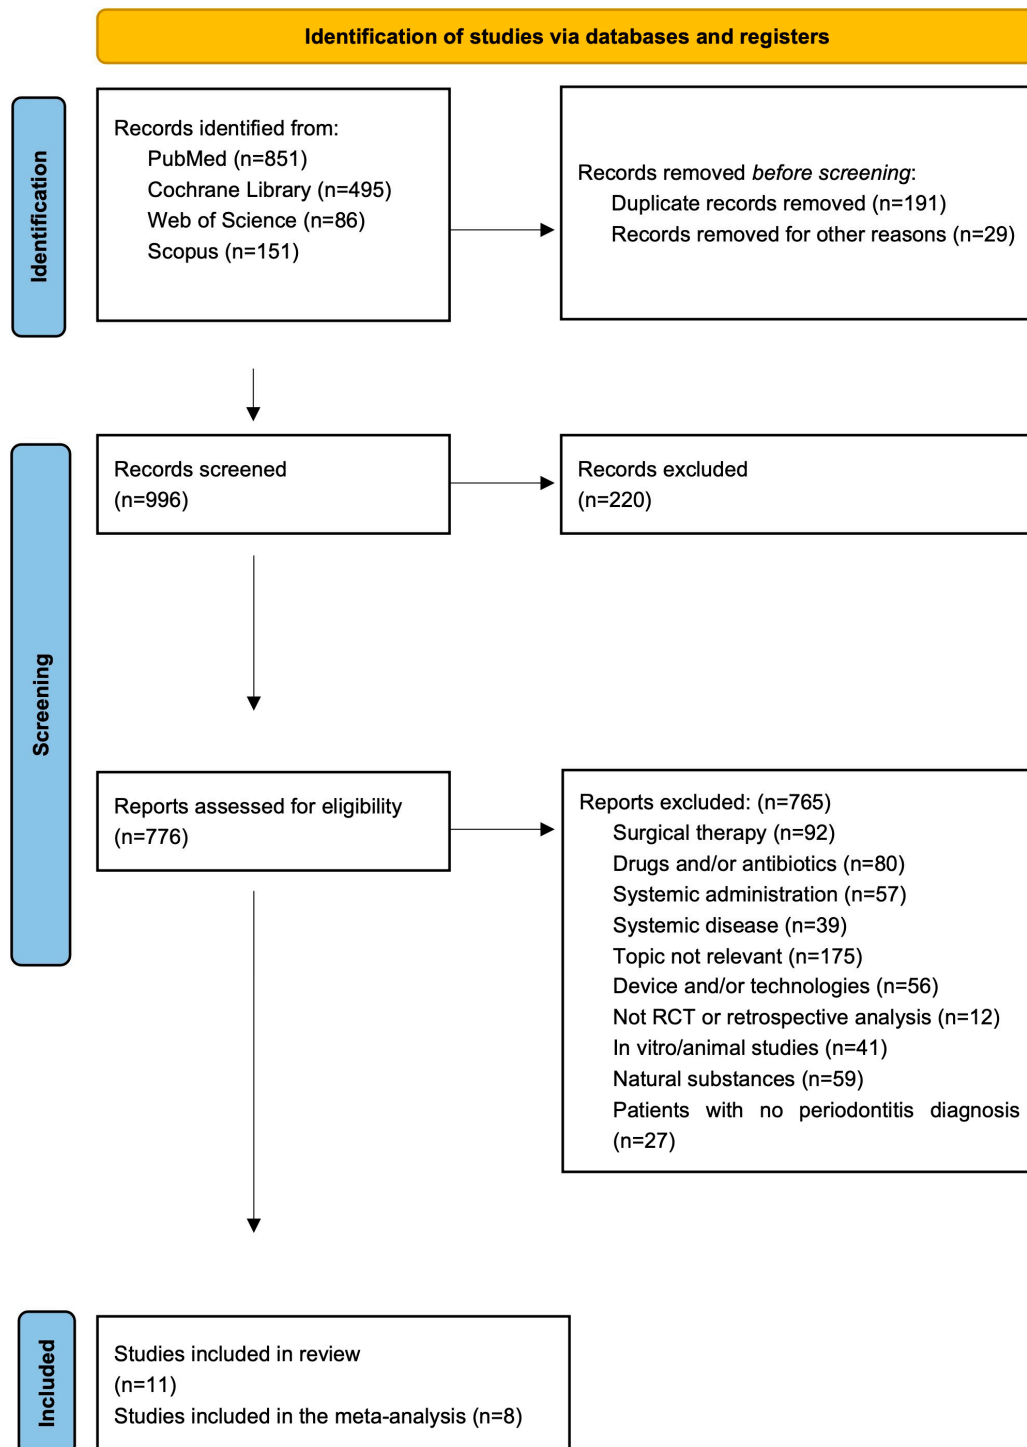 Identification of studies via databases and registers
Identification
Records identified from:
PubMed (n=851)
Cochrane Library (n=495)
Web of Science (n=86)
Scopus (n=151)
Records removed before screening:
Duplicate records removed (n=191)
Records removed for other reasons (n=29)
Screening
Records screened
(n=996)
Records excluded
(n=220)
Reports assessed for eligibility
(n=776)
Reports excluded: (n=765)
Surgical therapy (n=92)
Drugs and/or antibiotics (n=80)
Systemic administration (n=57)
Systemic disease (n=39)
Topic not relevant (n=175)
Device and/or technologies (n=56)
Not RCT or retrospective analysis (n=12)
In vitro/animal studies (n=41)
Natural substances (n=59)
Patients with no periodontitis diagnosis
(n=27)
Included
Studies included in review
(n=11)
Studies included in the meta-analysis (n=8)